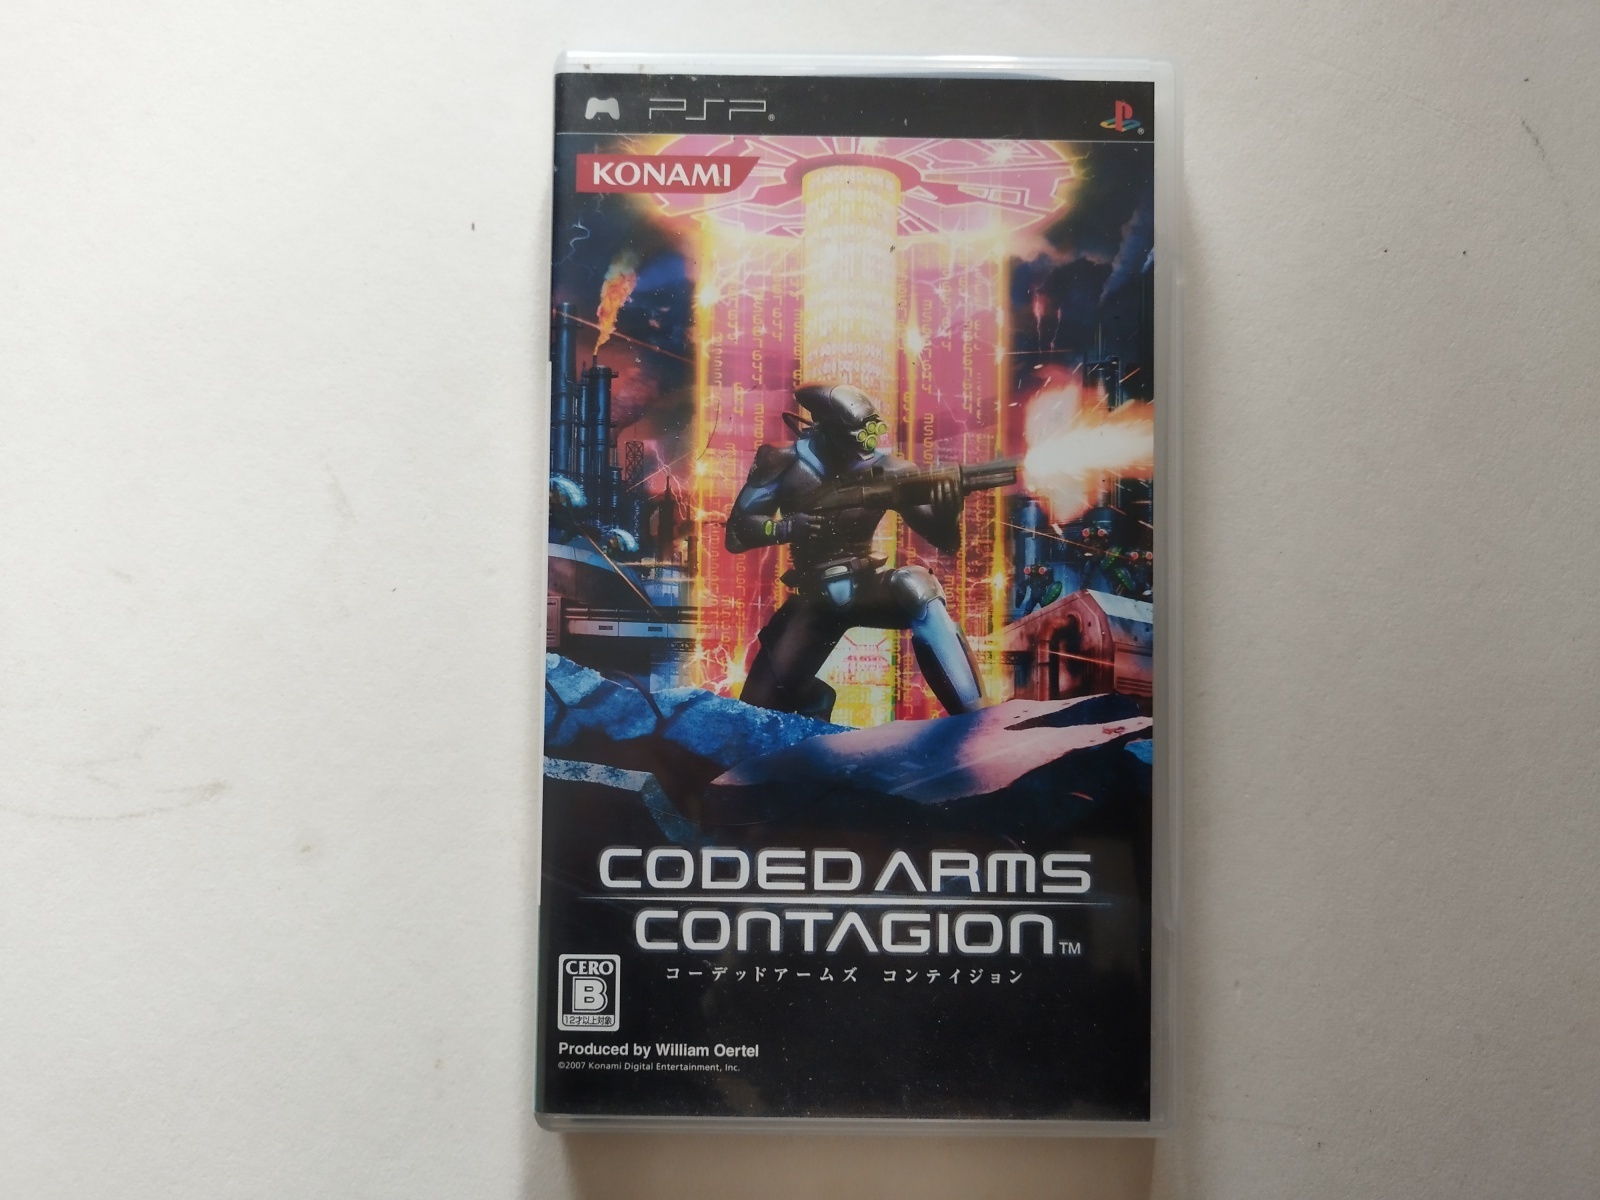 PSP®
KONAMI
CODED ARMS
CONTAGION™
コーデッドアームズ コンテイジョン
CERO
B
12才以上対象
Produced by William Oertel
©2007 Konami Digital Entertainment, Inc.